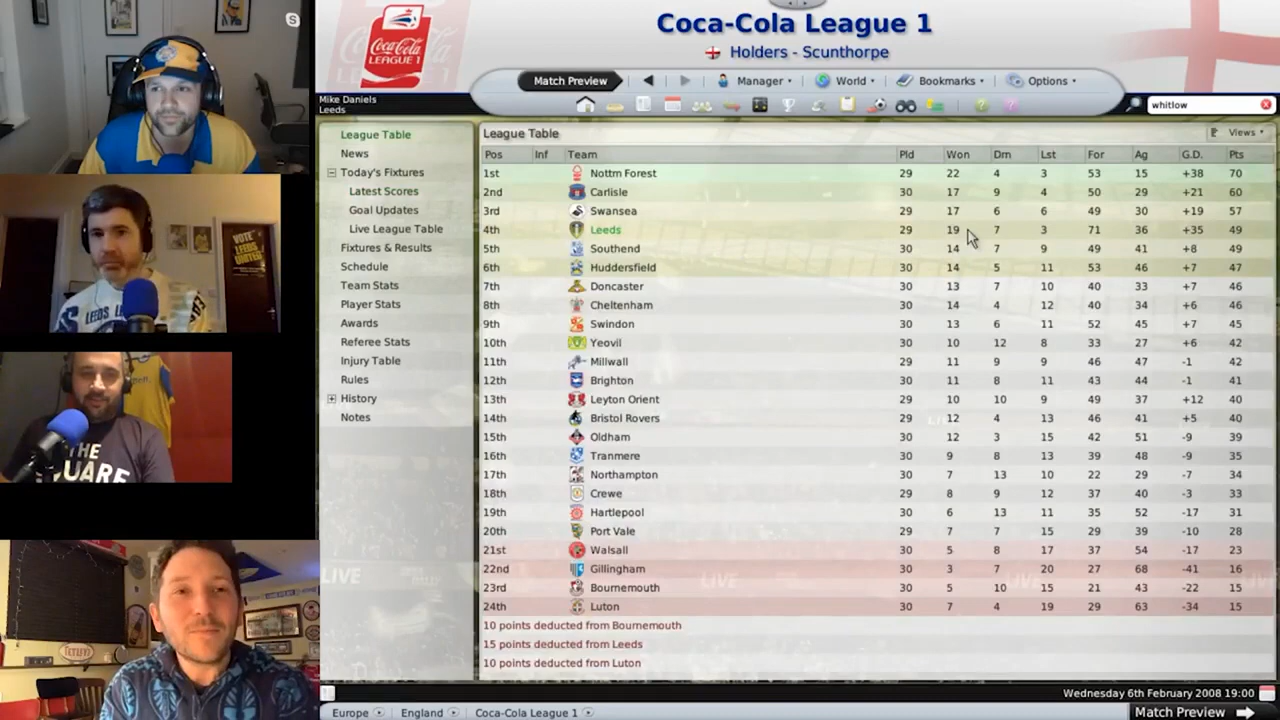 Coca-Cola League 1
Holders - Scunthorpe
Match Preview Manager World Bookmarks Options
Mike Daniels
Leeds
whitlow
League Table
News
Today's Fixtures
Latest Scores
Goal Updates
Live League Table
Fixtures & Results
Schedule
Team Stats
Player Stats
Awards
Referee Stats
Injury Table
Rules
History
Notes
League Table Views
Pos Inf Team Pld Won Drn Lst For Ag G.D. Pts
1st Nottm Forest 29 22 4 3 53 15 +38 70
2nd Carlisle 30 17 9 4 50 29 +21 60
3rd Swansea 29 17 6 6 49 30 +19 57
4th Leeds 29 19 7 3 71 36 +35 49
5th Southend 30 14 7 9 49 41 +8 49
6th Huddersfield 30 14 5 11 53 46 +7 47
7th Doncaster 30 13 7 10 40 33 +7 46
8th Cheltenham 30 14 4 12 40 34 +6 46
9th Swindon 30 13 6 11 52 45 +7 45
10th Yeovil 30 10 12 8 33 27 +6 42
11th Millwall 29 11 9 9 46 47 -1 42
12th Brighton 30 11 8 11 43 44 -1 41
13th Leyton Orient 29 10 10 9 49 37 +12 40
14th Bristol Rovers 29 12 4 13 46 41 +5 40
15th Oldham 30 12 3 15 42 51 -9 39
16th Tranmere 30 9 8 13 39 48 -9 35
17th Northampton 30 7 13 10 22 29 -7 34
18th Crewe 29 8 9 12 37 40 -3 33
19th Hartlepool 30 6 13 11 35 52 -17 31
20th Port Vale 29 7 7 15 29 39 -10 28
21st Walsall 30 5 8 17 37 54 -17 23
22nd Gillingham 30 3 7 20 27 68 -41 16
23rd Bournemouth 30 5 10 15 21 43 -22 15
24th Luton 30 7 4 19 29 63 -34 15
10 points deducted from Bournemouth
15 points deducted from Leeds
10 points deducted from Luton
Wednesday 6th February 2008 19:00
Europe England Coca-Cola League 1 Match Preview
Coca-Cola
LEAGUE 1
VOTE
LEEDS
UNITED
LEEDS
THE
SQUARE
TETLEY
LIVE